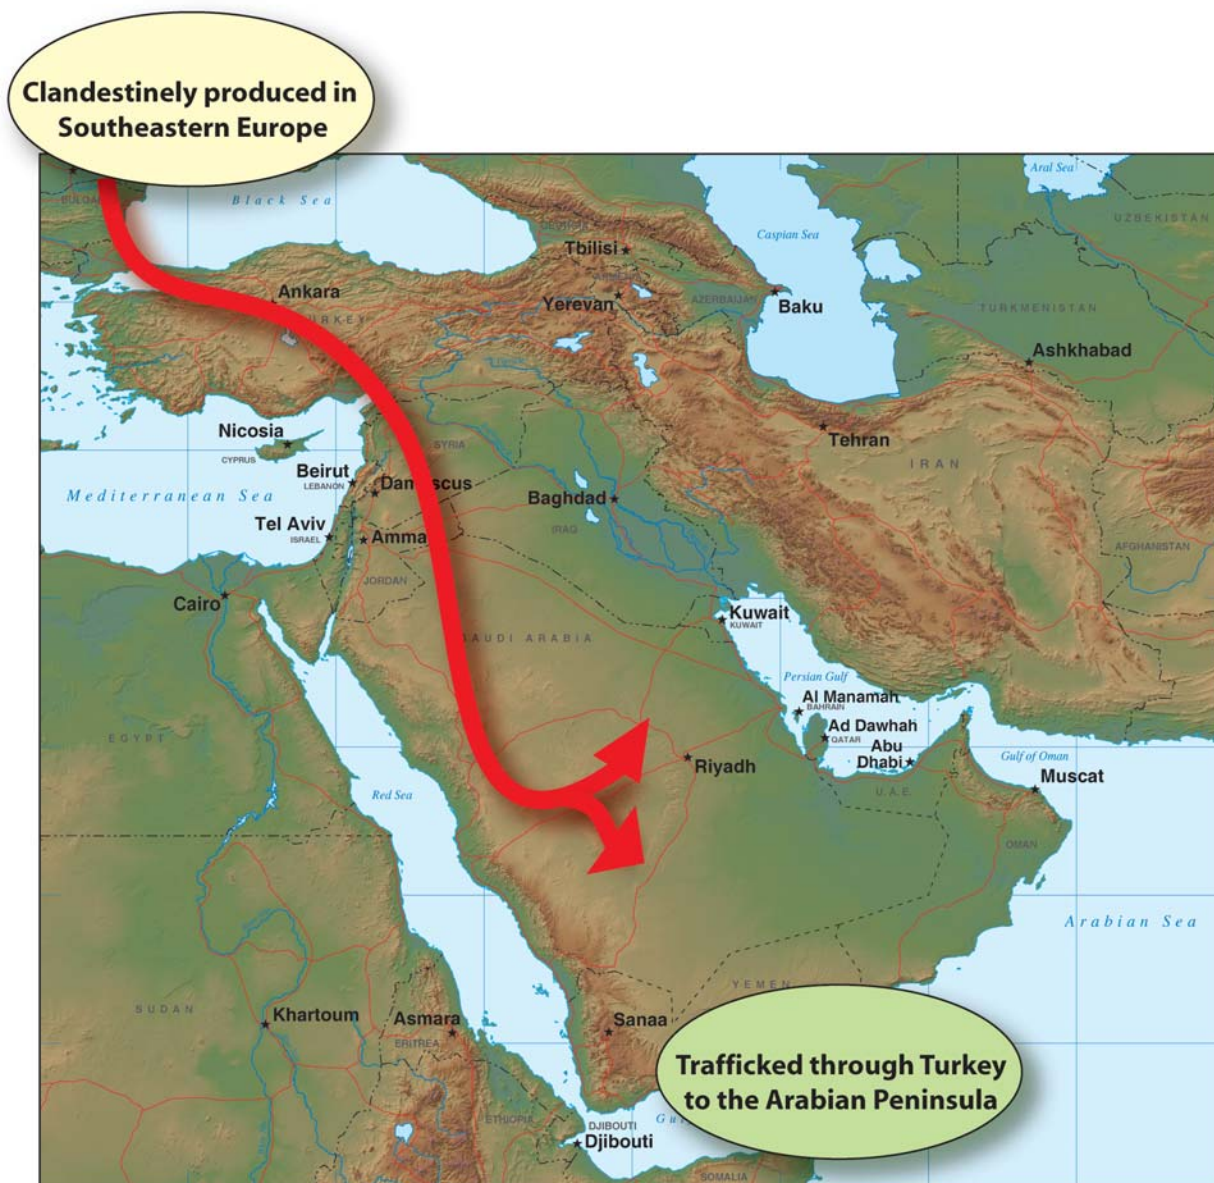 Clandestinely produced in
Southeastern Europe
Aral Sea
Black Sea
UZBEKISTAN
Caspian Sea
Tbilisi
Ankara
TURKEY
Yerevan
AZERBAIJAN
Baku
TURKMENISTAN
Ashkhabad
Nicosia
CYPRUS
SYRIA
Tehran
IRAN
Beirut
LEBANON
Mediterranean Sea
Baghdad
Tel Aviv
ISRAEL
IRAQ
AFGHANISTAN
JORDAN
Cairo
Kuwait
KUWAIT
SAUDI ARABIA
Persian Gulf
Al Manamah
BAHRAIN
EGYPT
Ad Dawhah
QATAR
Abu
Dhabi
Gulf of Oman
Riyadh
Muscat
Red Sea
U.A.E.
OMAN
Arabian Sea
YEMEN
SUDAN
Khartoum
Asmara
ERITREA
Sanaa
Trafficked through Turkey
to the Arabian Peninsula
ETHIOPIA
DJIBOUTI
Djibouti
SOMALIA